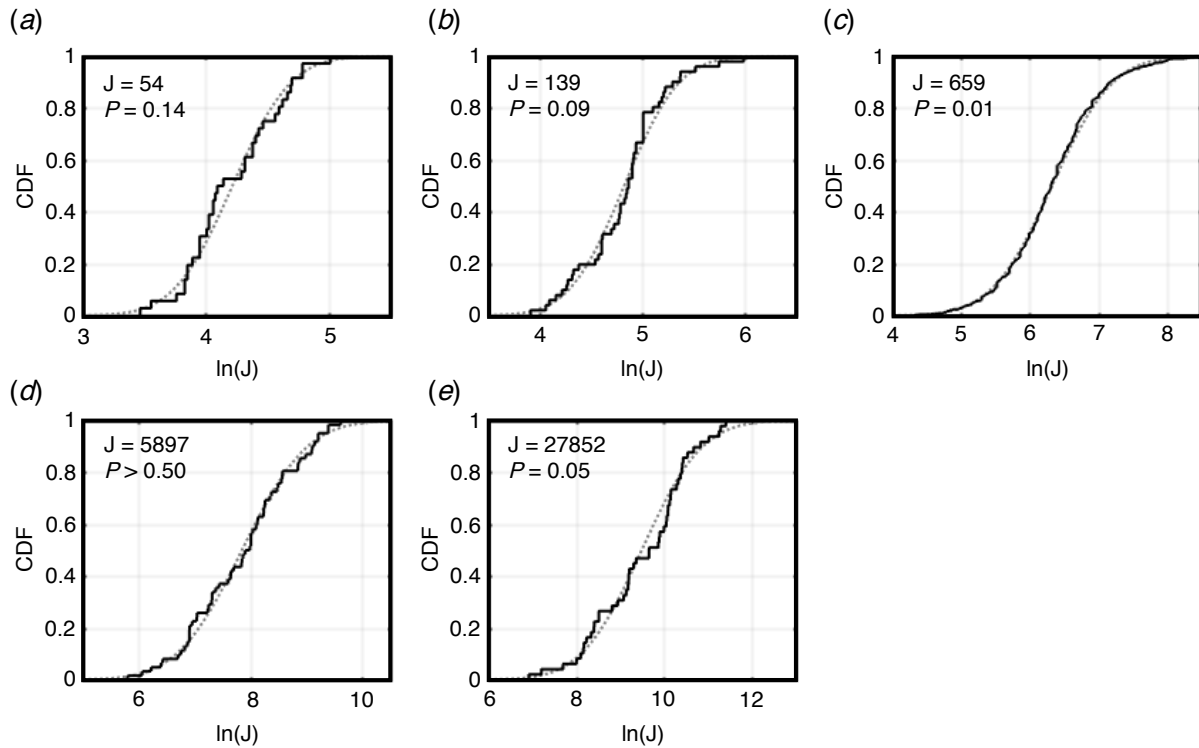 (a)
J = 54
P = 0.14
CDF
1
0.8
0.6
0.4
0.2
0
3 4 5
ln(J)
(b)
J = 139
P = 0.09
CDF
1
0.8
0.6
0.4
0.2
0
4 5 6
ln(J)
(c)
J = 659
P = 0.01
CDF
1
0.8
0.6
0.4
0.2
0
4 5 6 7 8
ln(J)
(d)
J = 5897
P > 0.50
CDF
1
0.8
0.6
0.4
0.2
0
6 8 10
ln(J)
(e)
J = 27852
P = 0.05
CDF
1
0.8
0.6
0.4
0.2
0
6 8 10 12
ln(J)